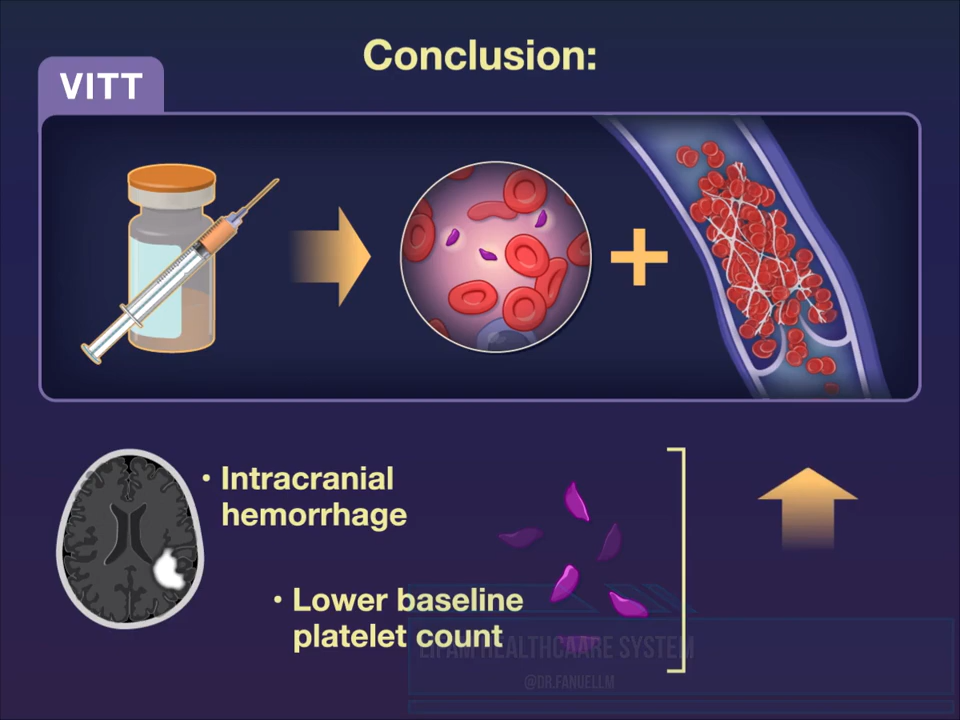 Conclusion:
VITT
• Intracranial
hemorrhage
• Lower baseline
platelet count
HEALTHCAARE SYSTEM
@DR.FANUELLM